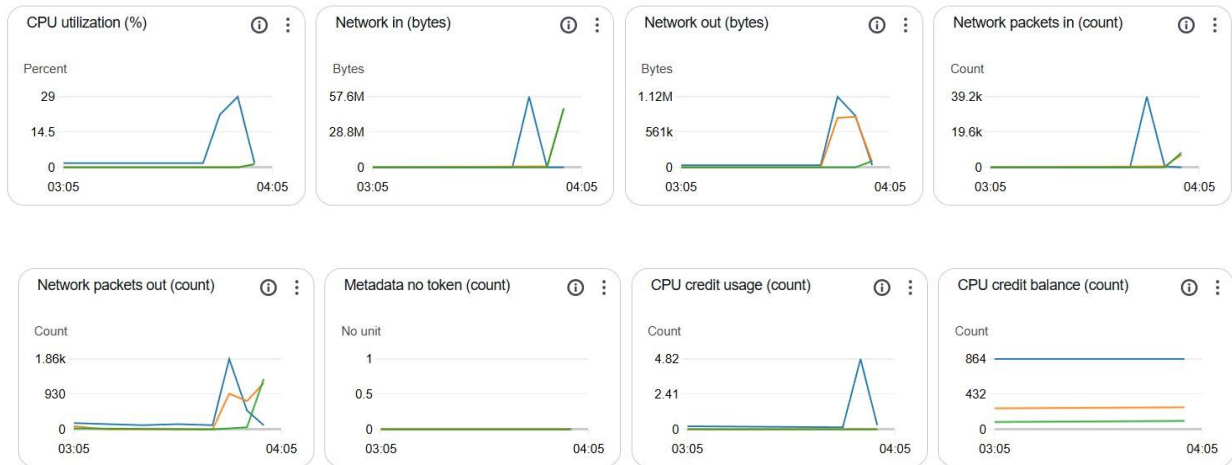 CPU utilization (%)
Percent
29
14.5
0
03:05
04:05
Network in (bytes)
Bytes
57.6M
28.8M
0
03:05
04:05
Network out (bytes)
Bytes
1.12M
561k
0
03:05
04:05
Network packets in (count)
Count
39.2k
19.6k
0
03:05
04:05
Network packets out (count)
Count
1.86k
930
0
03:05
04:05
Metadata no token (count)
No unit
1
0.5
0
03:05
04:05
CPU credit usage (count)
Count
4.82
2.41
0
03:05
04:05
CPU credit balance (count)
Count
864
432
0
03:05
04:05